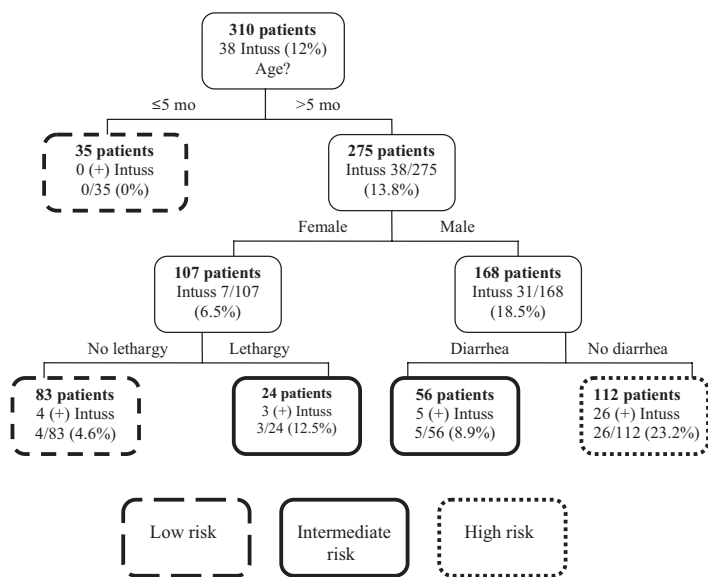 310 patients
38 Intuss (12%)
Age?
≤5 mo
>5 mo
35 patients
0 (+) Intuss
0/35 (0%)
275 patients
Intuss 38/275
(13.8%)
Female
Male
107 patients
Intuss 7/107
(6.5%)
168 patients
Intuss 31/168
(18.5%)
No lethargy
Lethargy
Diarrhea
No diarrhea
83 patients
4 (+) Intuss
4/83 (4.6%)
24 patients
3 (+) Intuss
3/24 (12.5%)
56 patients
5 (+) Intuss
5/56 (8.9%)
112 patients
26 (+) Intuss
26/112 (23.2%)
Low risk
Intermediate
risk
High risk